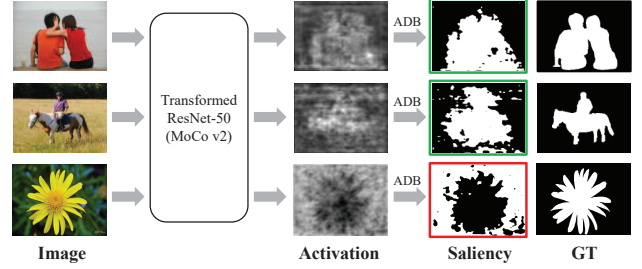 ADB
Transformed
ResNet-50
(MoCo v2)
ADB
ADB
Image
Activation
Saliency
GT